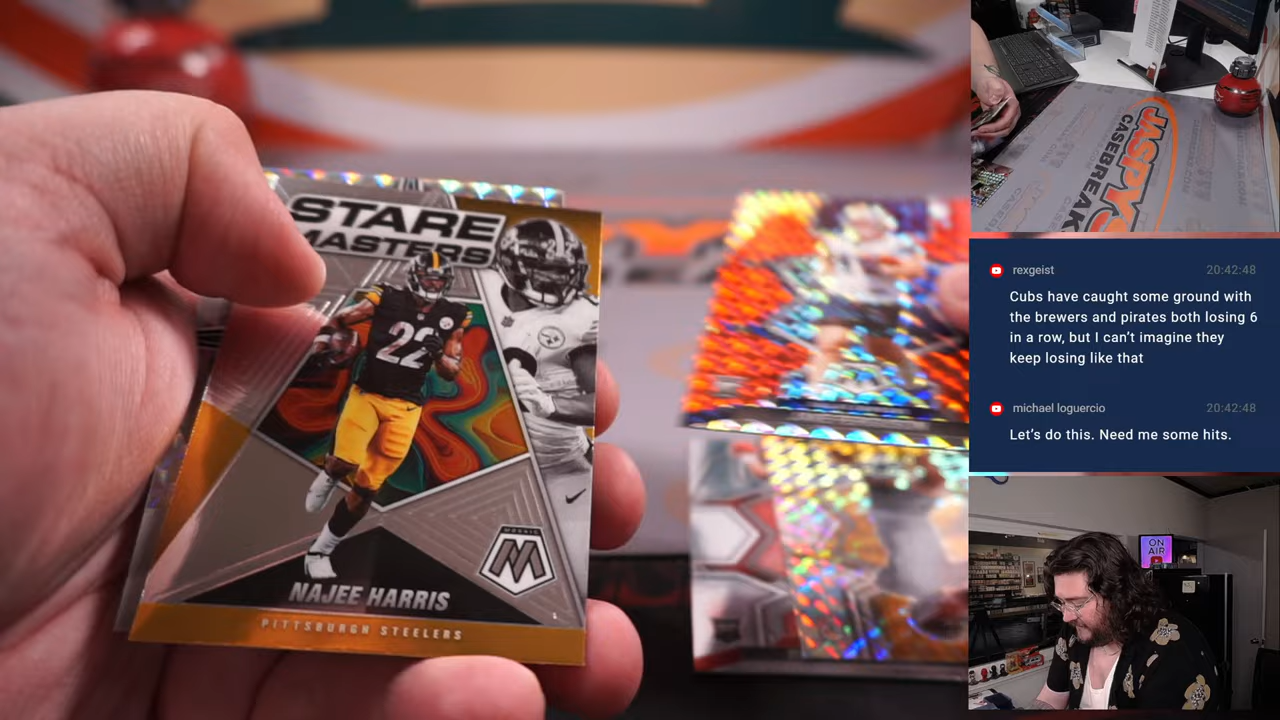 STARE
MASTERS
22
MOSAIC
M
NAJEE HARRIS
PITTSBURGH STEELERS
JASPY'S
CASEBREAKS
rexgeist 20:42:48
Cubs have caught some ground with
the brewers and pirates both losing 6
in a row, but I can't imagine they
keep losing like that
michael loguercio 20:42:48
Let's do this. Need me some hits.
ON
AIR